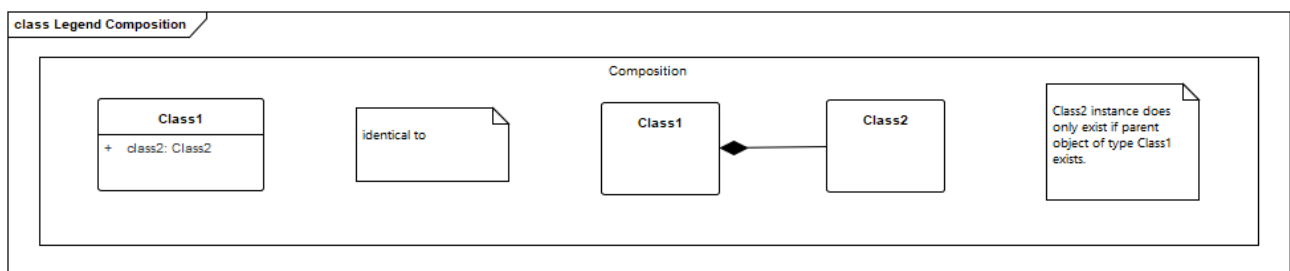 class Legend Composition
Composition
Class1
+ class2: Class2
identical to
Class1
Class2
Class2 instance does
only exist if parent
object of type Class1
exists.